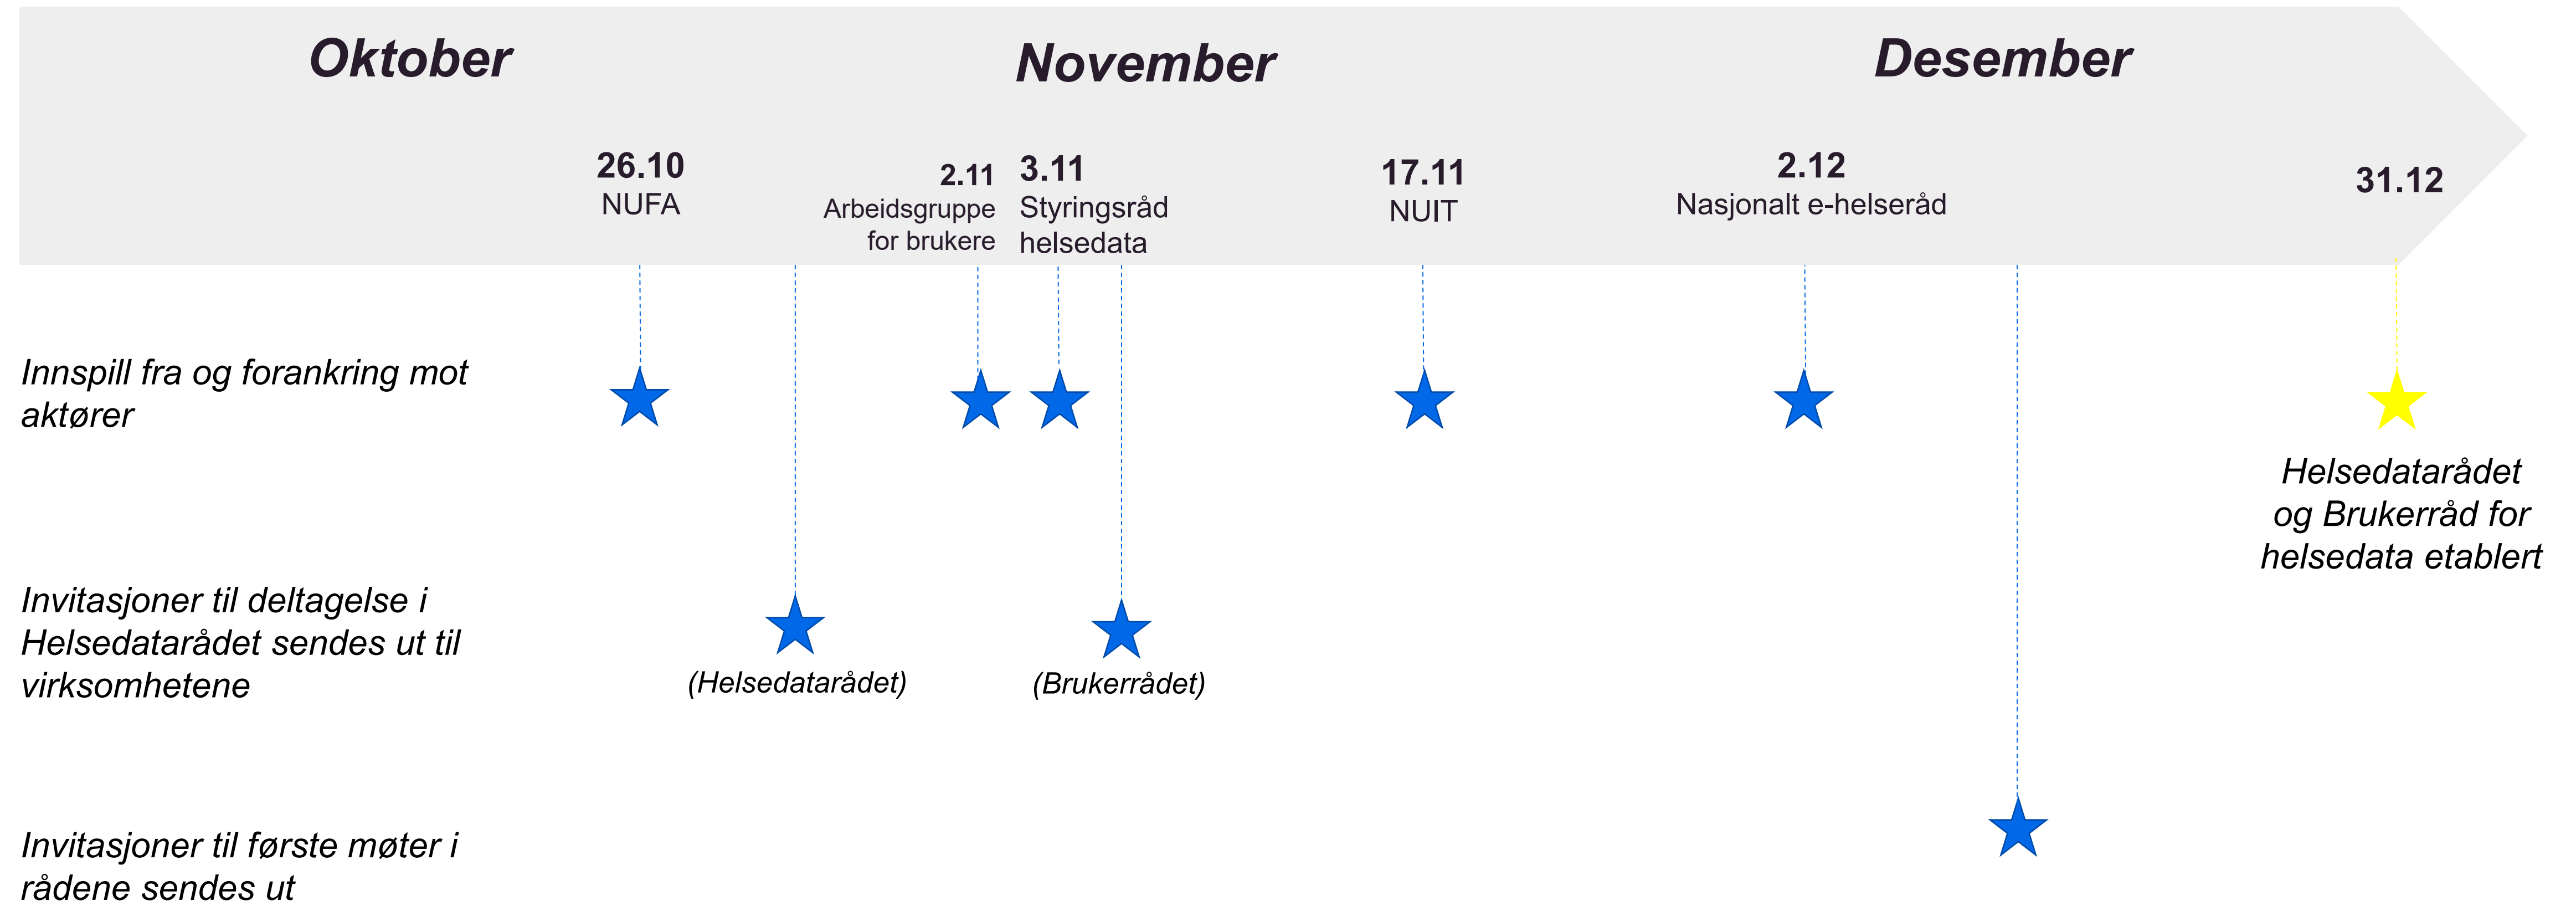 Oktober
November
Desember
26.10
NUFA
2.11
Arbeidsgruppe
for brukere
3.11
Styringsråd
helsedata
17.11
NUIT
2.12
Nasjonalt e-helseråd
31.12
Innspill fra og forankring mot
aktører
Helsedatarådet
og Brukerråd for
helsedata etablert
Invitasjoner til deltagelse i
Helsedatarådet sendes ut til
virksomhetene
(Helsedatarådet)
(Brukerrådet)
Invitasjoner til første møter i
rådene sendes ut